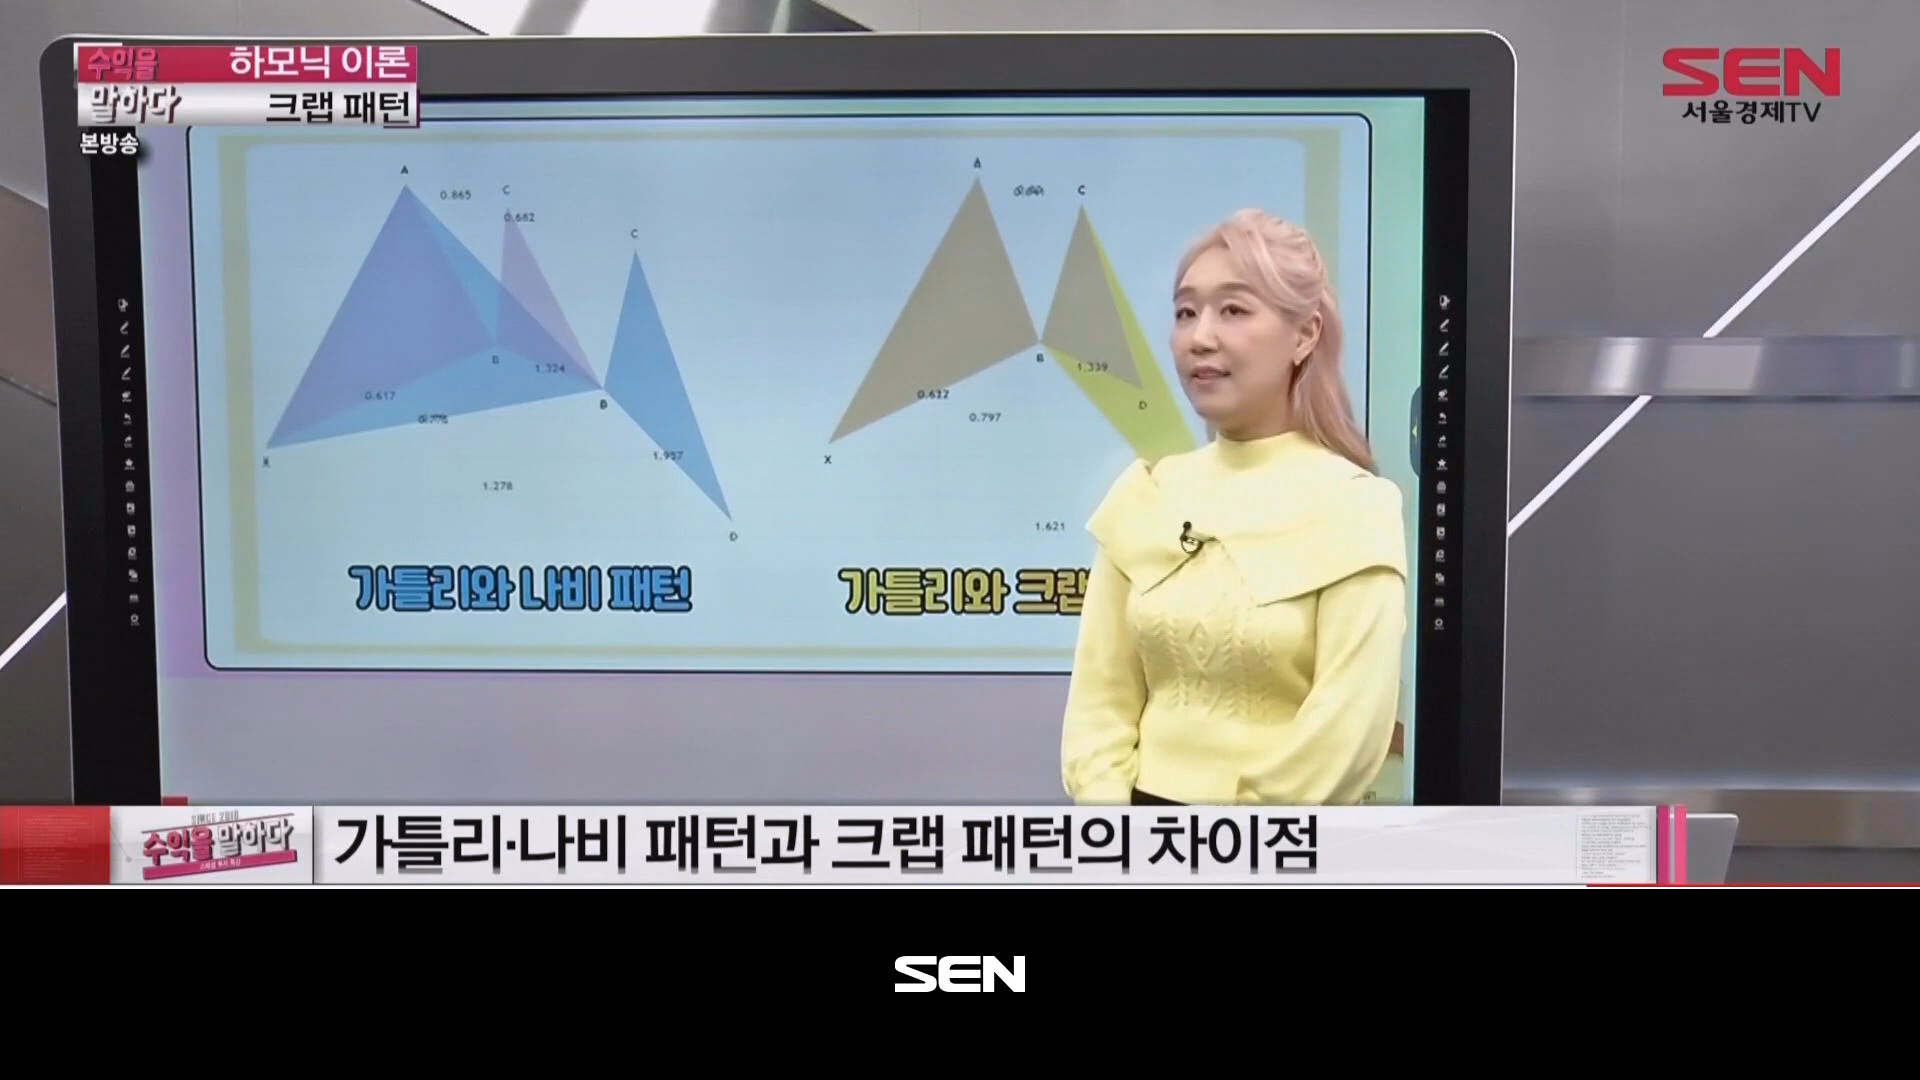 수익을
말하다
하모닉 이론
크랩 패턴
본방송
SEN
서울경제TV
A
0.865
C
0.682
C
B
1.324
0.617
B
X
1.957
1.278
D
가틀리와 나비 패턴
A
C
B
1.339
0.622
D
0.797
X
1.621
가틀리와 크랩
SINCE 2010
수익을 말하다
가틀리·나비 패턴과 크랩 패턴의 차이점
SEN